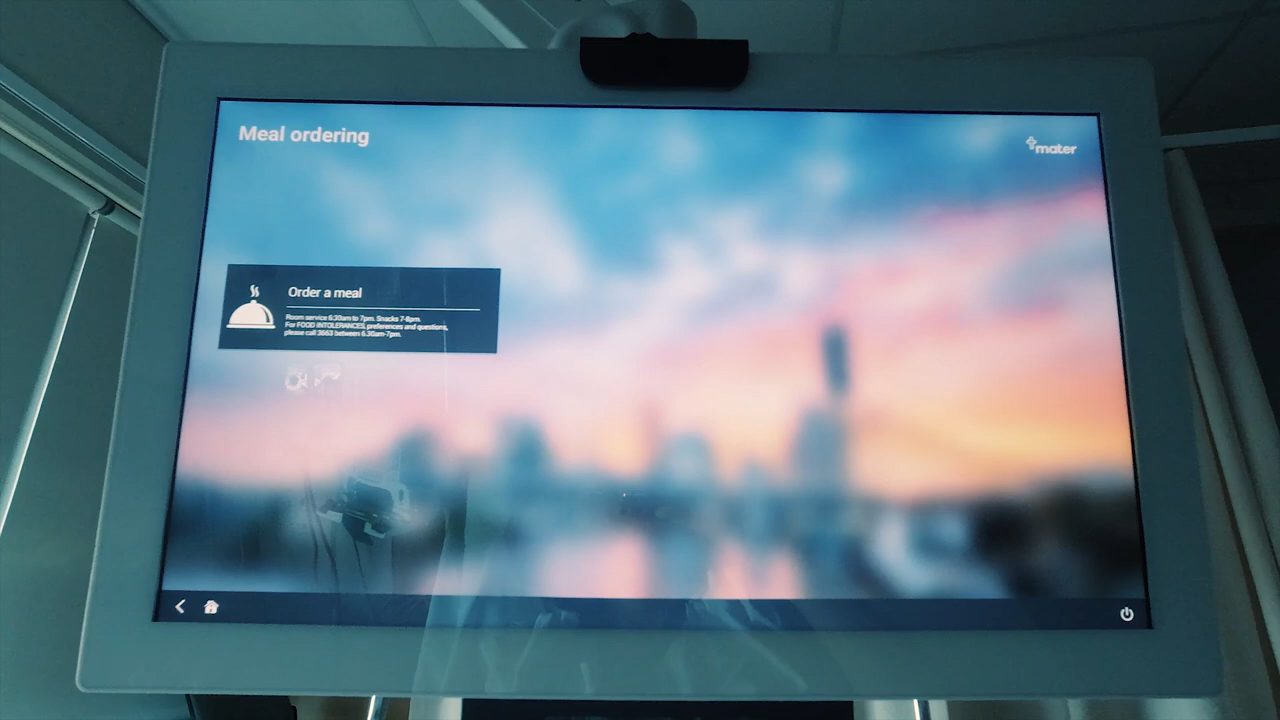 Meal ordering
mater
Order a meal
Room service 6:30am to 7pm. Snacks 7-8pm.
For FOOD INTOLERANCES, preferences and questions,
please call 3663 between 6.30am-7pm.